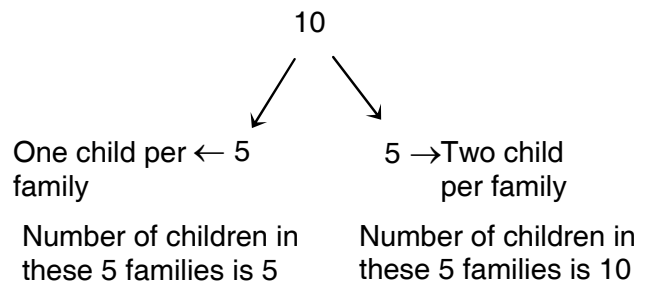 10
One child per ← 5
family
5 →Two child
per family
Number of children in
these 5 families is 5
Number of children in
these 5 families is 10